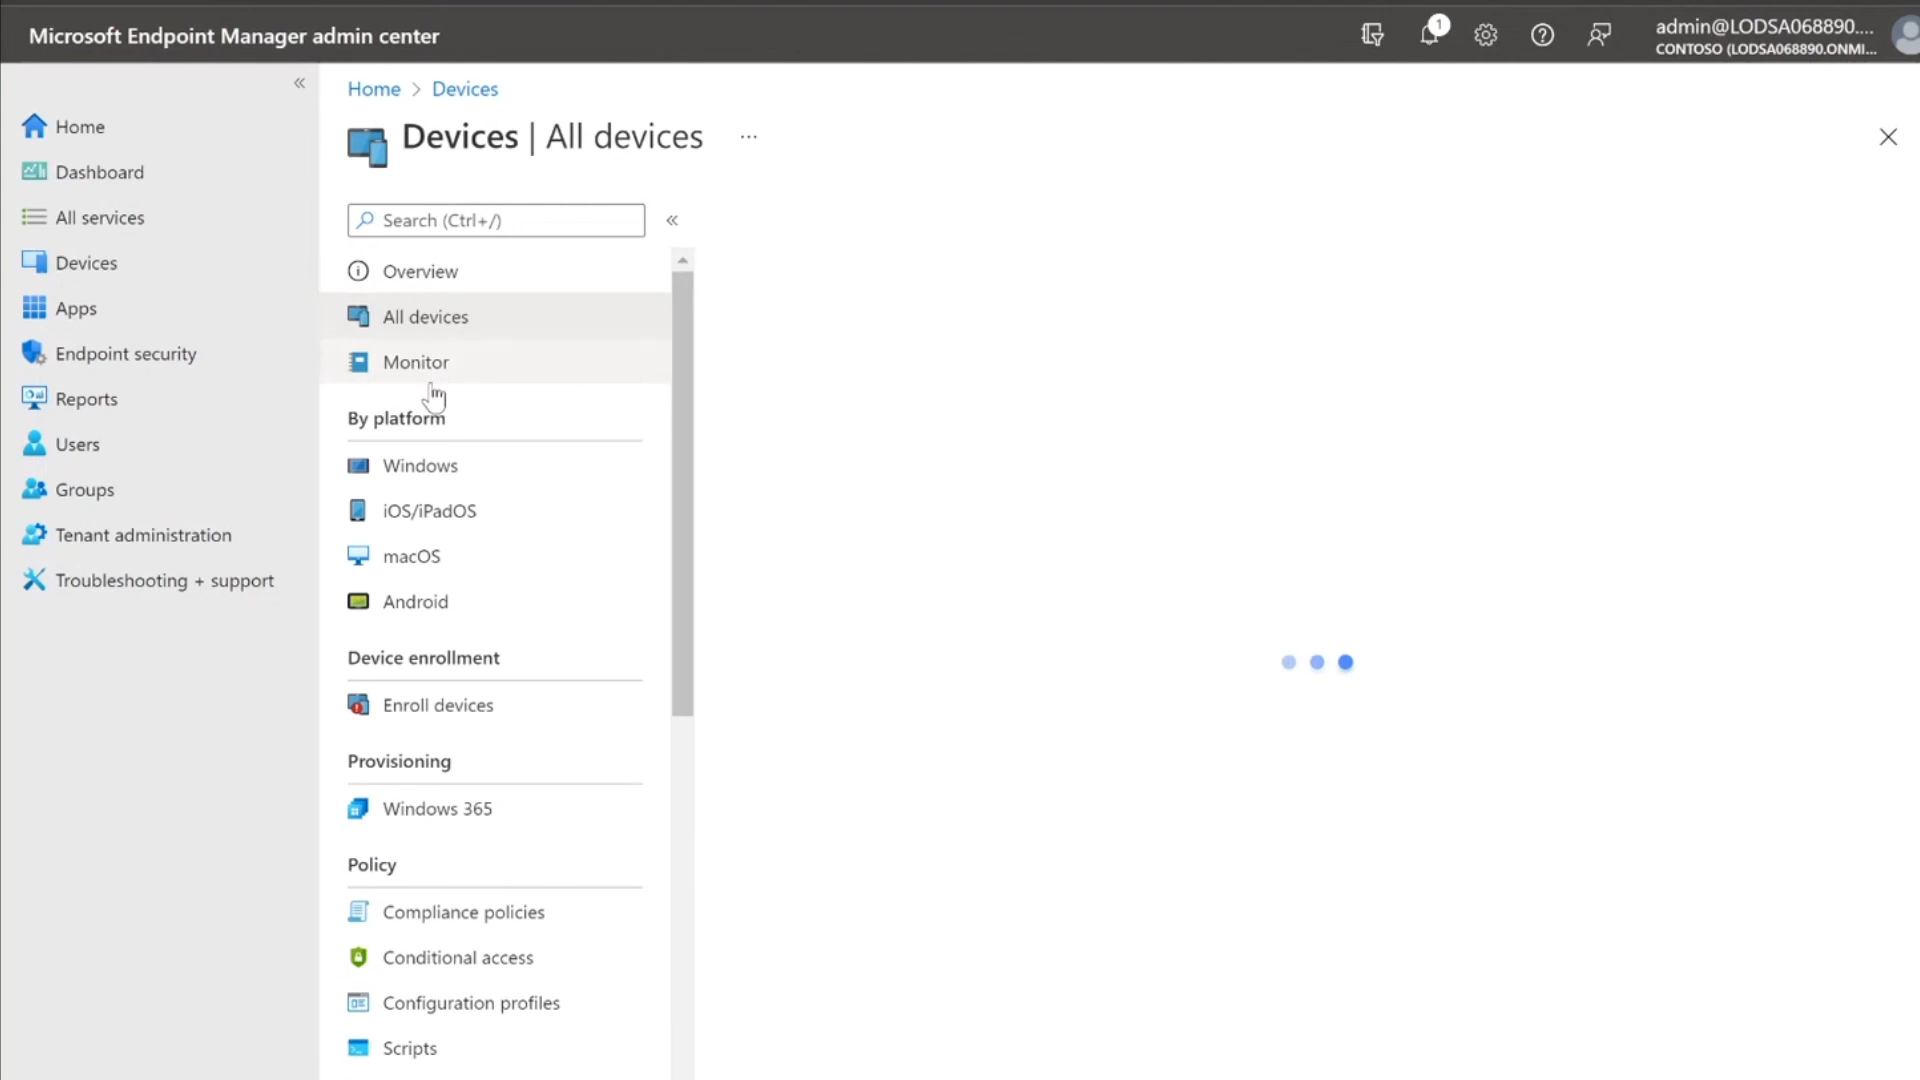 Microsoft Endpoint Manager admin center
1
admin@LODSA068890....
CONTOSO (LODSA068890.ONMI...
«
Home
Dashboard
All services
Devices
Apps
Endpoint security
Reports
Users
Groups
Tenant administration
Troubleshooting + support
Home > Devices
Devices | All devices ...
Search (Ctrl+/) «
Overview
All devices
Monitor
By platform
Windows
iOS/iPadOS
macOS
Android
Device enrollment
Enroll devices
Provisioning
Windows 365
Policy
Compliance policies
Conditional access
Configuration profiles
Scripts